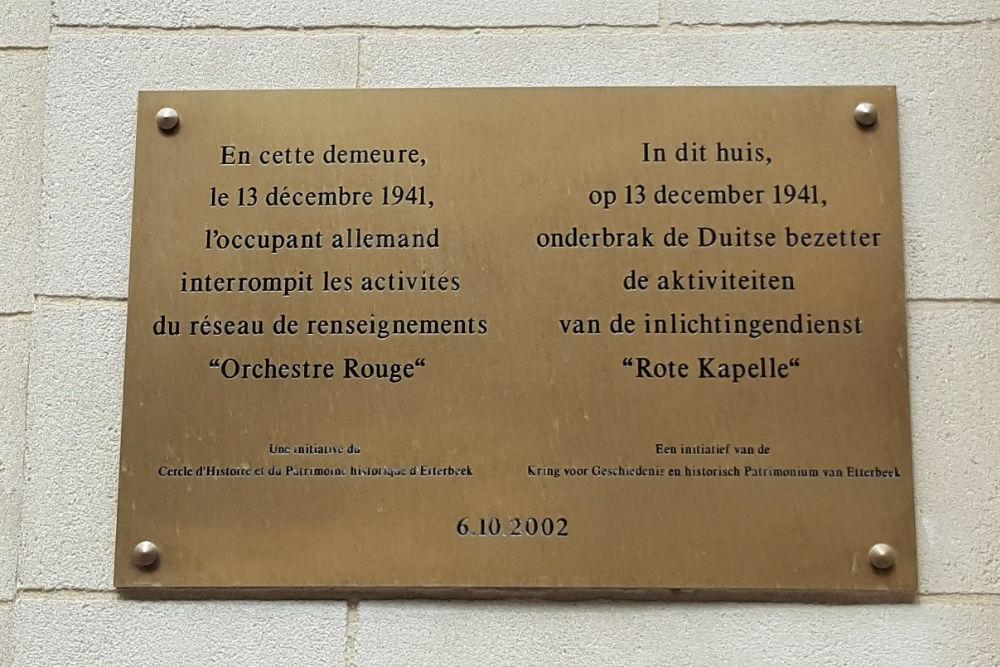 En cette demeure,
le 13 décembre 1941,
l'occupant allemand
interrompit les activités
du réseau de renseignements
“Orchestre Rouge“
Une initiative du
Cercle d'Histoire et du Patrimoine historique d'Etterbeek
In dit huis,
op 13 december 1941,
onderbrak de Duitse bezetter
de aktiviteiten
van de inlichtingendienst
“Rote Kapelle“
Een initiatief van de
Kring voor Geschiedenis en historisch Patrimonium van Etterbeek
6.10.2002